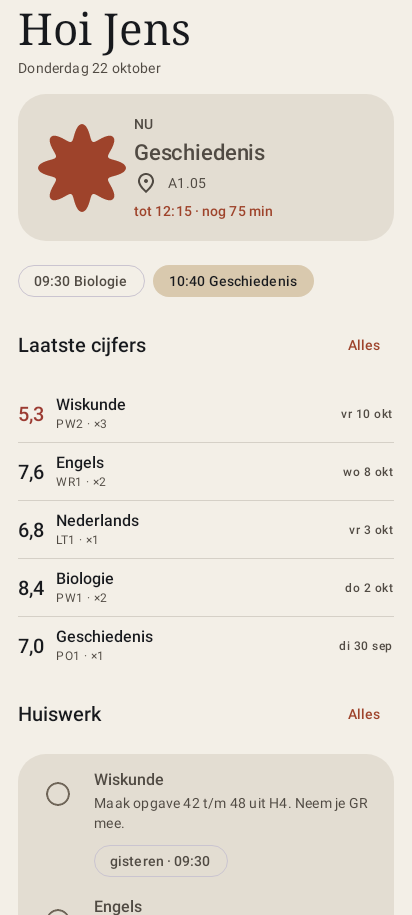 Hoi Jens
Donderdag 22 oktober
NU
Geschiedenis
A1.05
tot 12:15 · nog 75 min
09:30 Biologie
10:40 Geschiedenis
Laatste cijfers
Alles
5,3
Wiskunde
PW2 · ×3
vr 10 okt
7,6
Engels
WR1 · ×2
wo 8 okt
6,8
Nederlands
LT1 · ×1
vr 3 okt
8,4
Biologie
PW1 · ×2
do 2 okt
7,0
Geschiedenis
PO1 · ×1
di 30 sep
Huiswerk
Alles
Wiskunde
Maak opgave 42 t/m 48 uit H4. Neem je GR
mee.
gisteren · 09:30
Engels